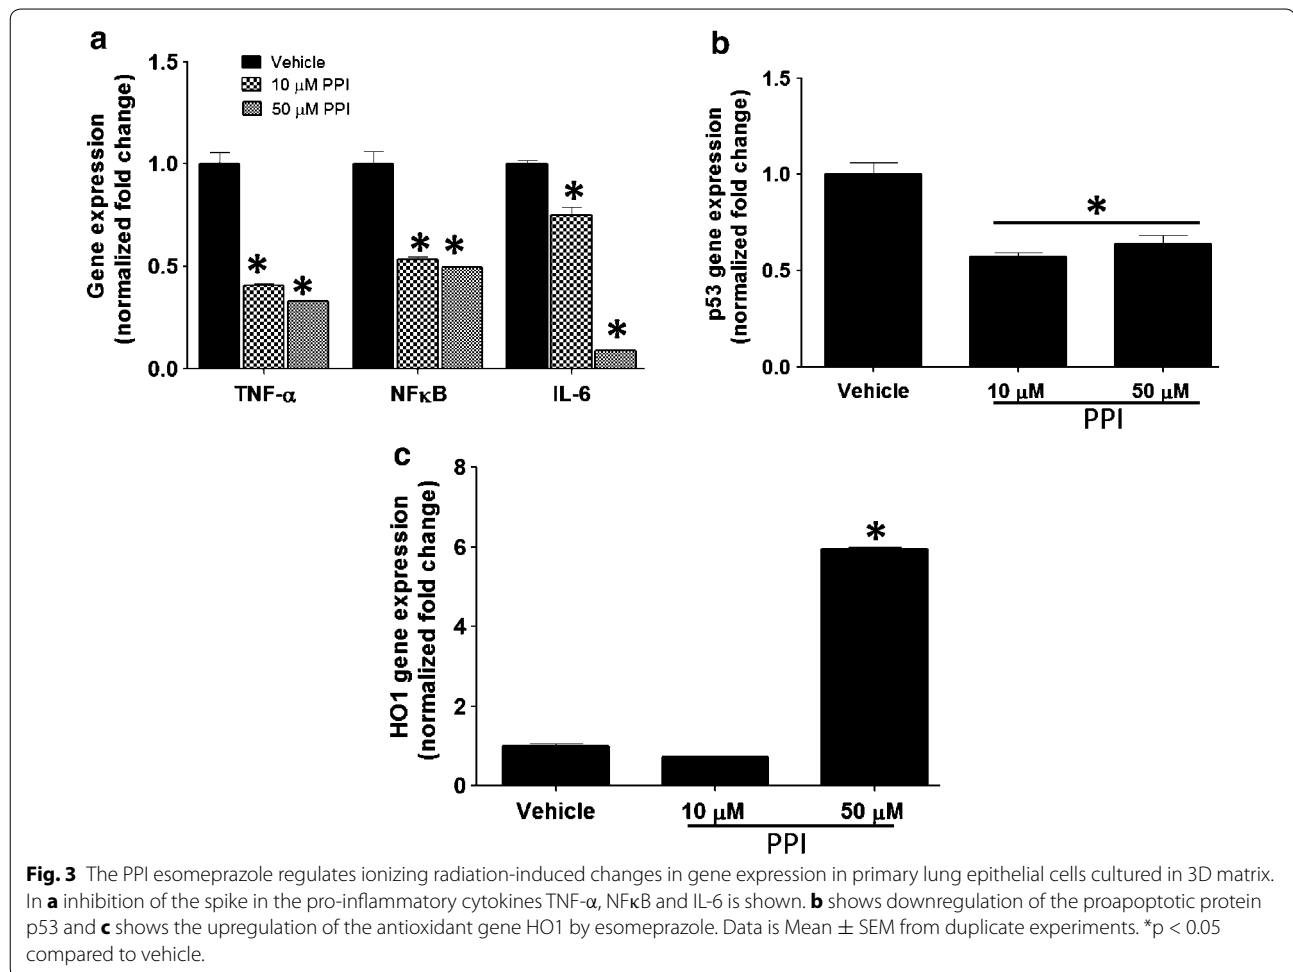 a
Vehicle
10 μM PPI
50 μM PPI
Gene expression
(normalized fold change)
1.5
1.0
0.5
0.0
*
*
*
*
*
*
TNF-α
NFκB
IL-6
b
p53 gene expression
(normalized fold change)
1.5
1.0
0.5
0.0
*
Vehicle
10 μM
50 μM
PPI
c
HO1 gene expression
(normalized fold change)
8
6
4
2
0
*
Vehicle
10 μM
50 μM
PPI
Fig. 3 The PPI esomeprazole regulates ionizing radiation-induced changes in gene expression in primary lung epithelial cells cultured in 3D matrix.
In a inhibition of the spike in the pro-inflammatory cytokines TNF-α, NFκB and IL-6 is shown. b shows downregulation of the proapoptotic protein
p53 and c shows the upregulation of the antioxidant gene HO1 by esomeprazole. Data is Mean ± SEM from duplicate experiments. *p < 0.05
compared to vehicle.